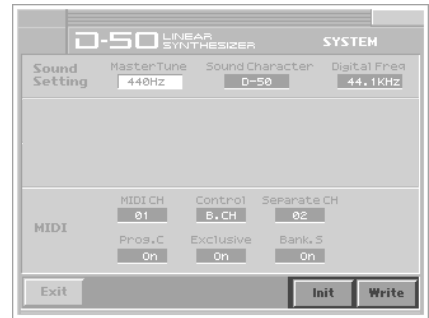 D-50 LINEAR SYNTHESIZER SYSTEM
Sound Setting
MasterTune Sound Character Digital Freq
440Hz D-50 44.1KHz
MIDI
MIDI CH Control Separate CH
01 B.CH 02
Prog.C Exclusive Bank.S
On On On
Exit Init Write